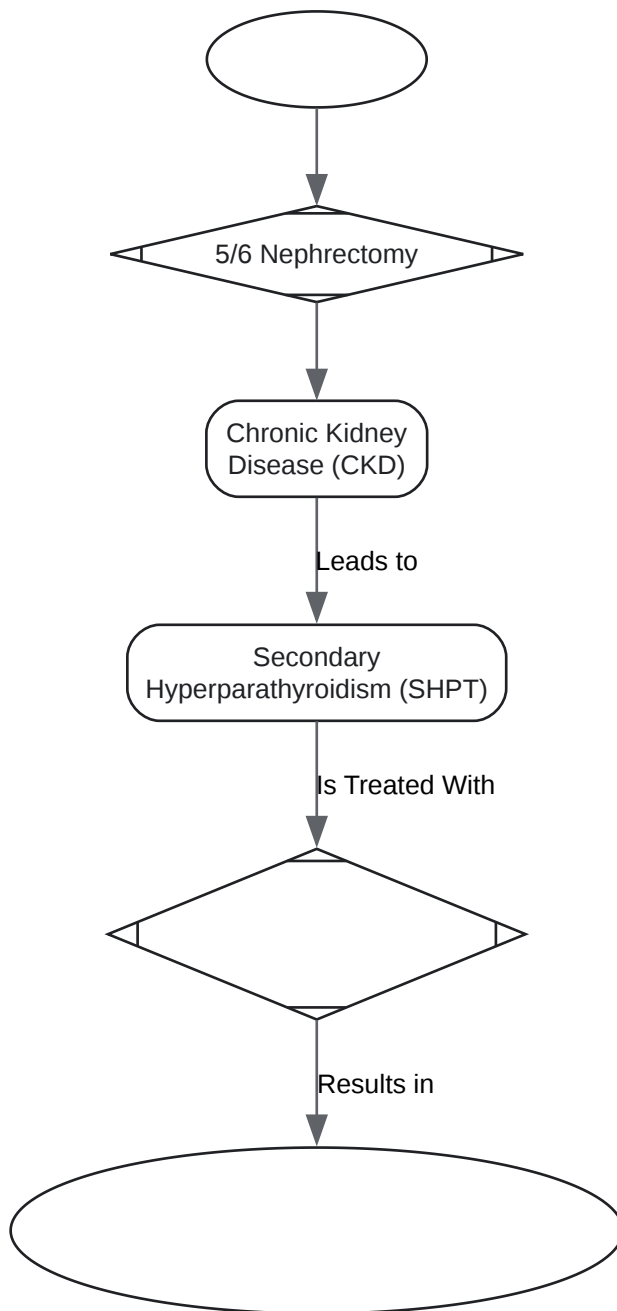 5/6 Nephrectomy
Chronic Kidney
Disease (CKD)
Leads to
Secondary
Hyperparathyroidism (SHPT)
Is Treated With
Results in